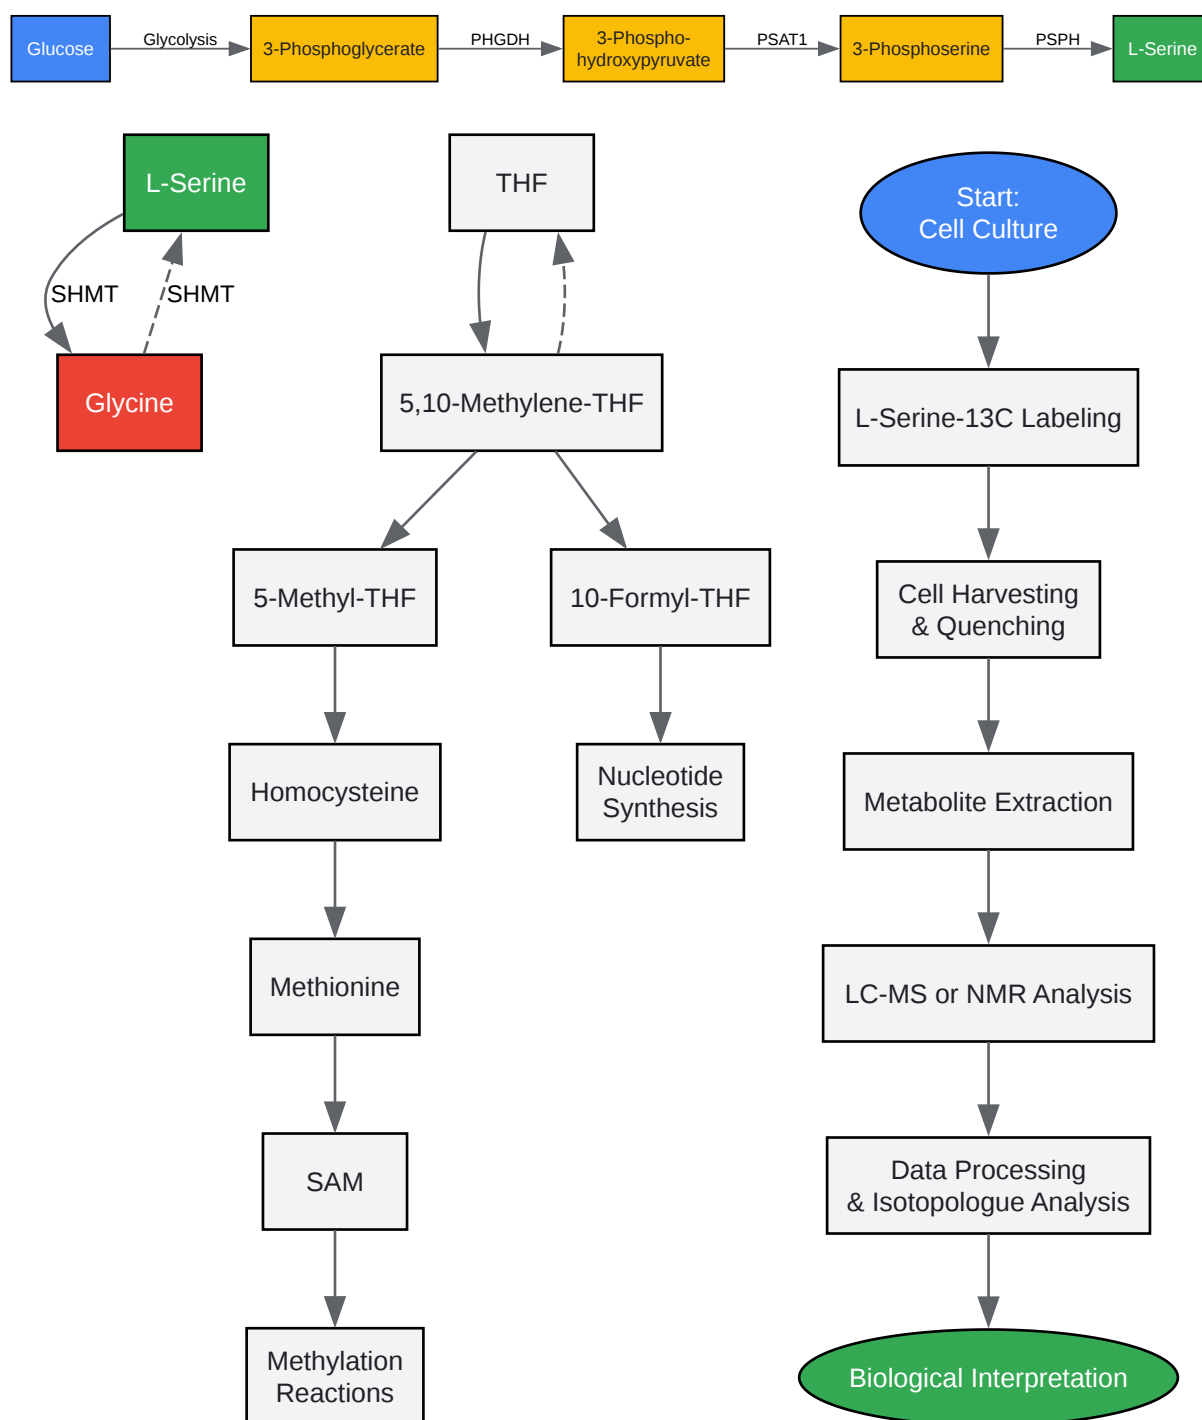 Glucose
Glycolysis
3-Phosphoglycerate
PHGDH
3-Phospho-
hydroxypyruvate
PSAT1
3-Phosphoserine
PSPH
L-Serine
L-Serine
SHMT
SHMT
Glycine
THF
5,10-Methylene-THF
5-Methyl-THF
10-Formyl-THF
Homocysteine
Nucleotide
Synthesis
Methionine
SAM
Methylation
Reactions
Start:
Cell Culture
L-Serine-13C Labeling
Cell Harvesting
& Quenching
Metabolite Extraction
LC-MS or NMR Analysis
Data Processing
& Isotopologue Analysis
Biological Interpretation